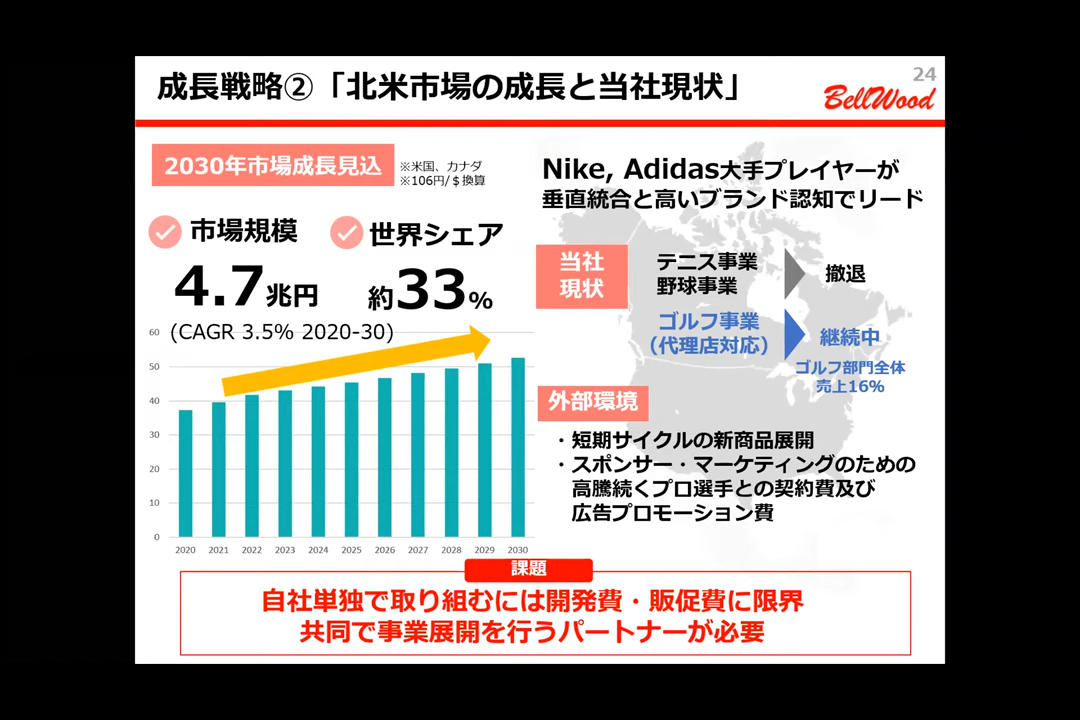 成長戦略②「北米市場の成長と当社現状」
24
BellWood
2030年市場成長見込
※米国、カナダ
※106円/＄換算
市場規模
世界シェア
4.7兆円
約33%
(CAGR 3.5% 2020-30)
60
50
40
30
20
10
0
2020 2021 2022 2023 2024 2025 2026 2027 2028 2029 2030
Nike, Adidas大手プレイヤーが
垂直統合と高いブランド認知でリード
当社
現状
テニス事業
野球事業
撤退
ゴルフ事業
（代理店対応）
継続中
ゴルフ部門全体
売上16%
外部環境
・短期サイクルの新商品展開
・スポンサー・マーケティングのための
高騰続くプロ選手との契約費及び
広告プロモーション費
課題
自社単独で取り組むには開発費・販促費に限界
共同で事業展開を行うパートナーが必要